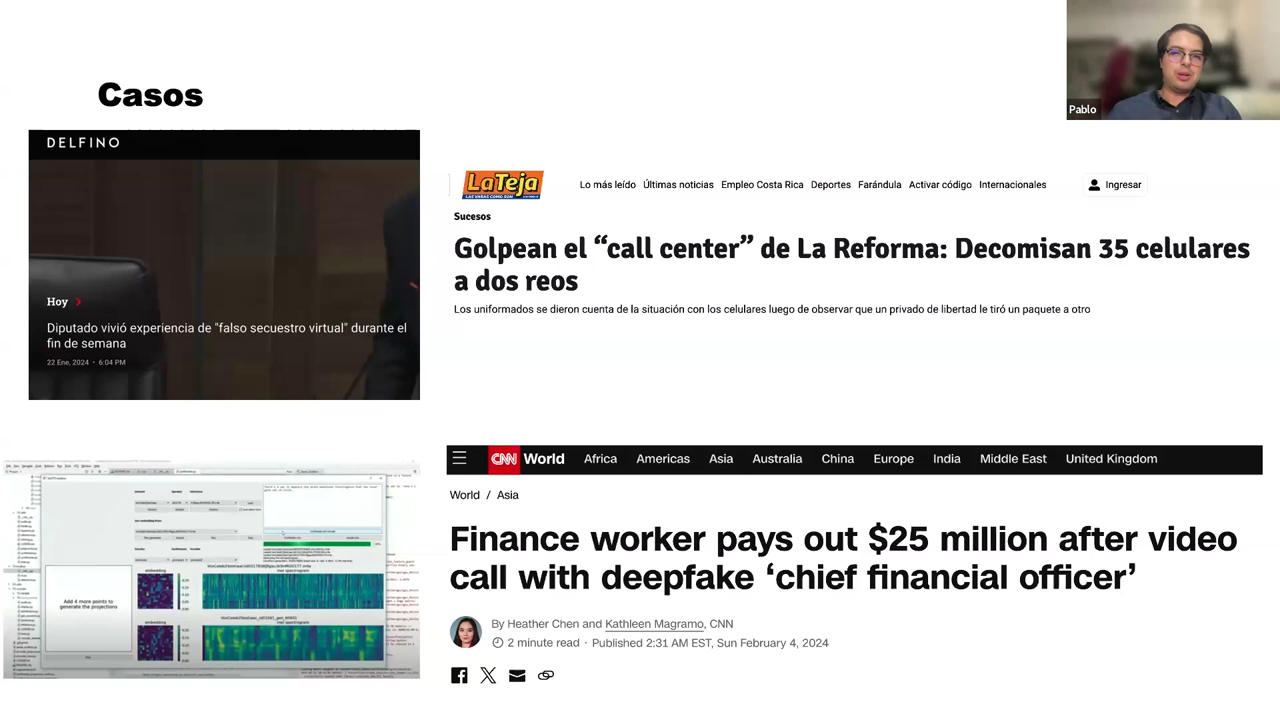 Pablo
Casos
DELFINO
Hoy
Diputado vivió experiencia de "falso secuestro virtual" durante el
fin de semana
22 Ene, 2024 • 6:04 PM
LaTeja
Lo más leído Últimas noticias Empleo Costa Rica Deportes Farándula Activar código Internacionales Ingresar
Sucesos
Golpean el “call center” de La Reforma: Decomisan 35 celulares
a dos reos
Los uniformados se dieron cuenta de la situación con los celulares luego de observar que un privado de libertad le tiró un paquete a otro
embedding
mel spectrogram
Add 4 more points to
generate the projections
embedding
mel spectrogram
CNN World Africa Americas Asia Australia China Europe India Middle East United Kingdom
World / Asia
Finance worker pays out $25 million after video
call with deepfake ‘chief financial officer’
By Heather Chen and Kathleen Magramo, CNN
2 minute read · Published 2:31 AM EST, Sun February 4, 2024